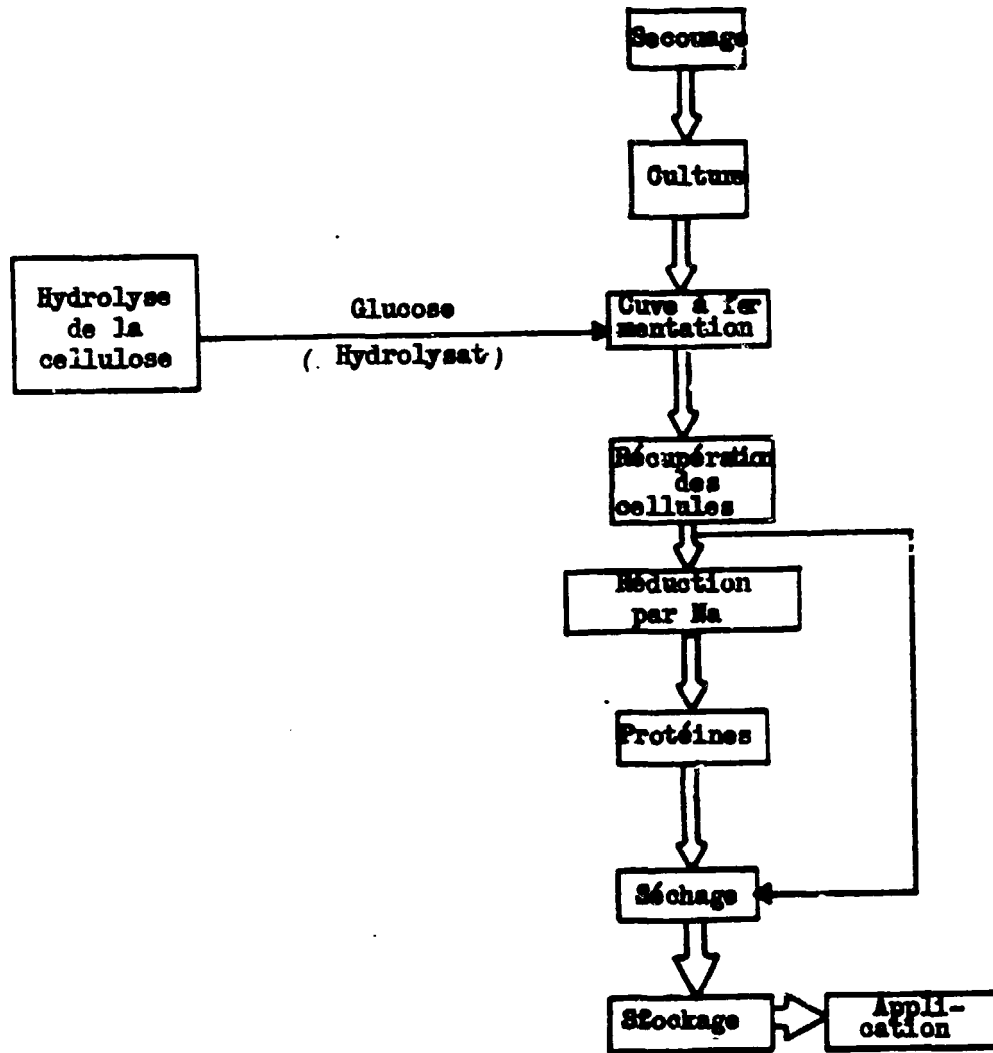 Secouage
Culture
Hydrolyse
de la
cellulose
Glucose
(. Hydrolysat)
Cuve à fer
mentation
Récupération
des
cellules
Réduction
par Na
Protéines
Séchage
Stockage
Appli-
cation